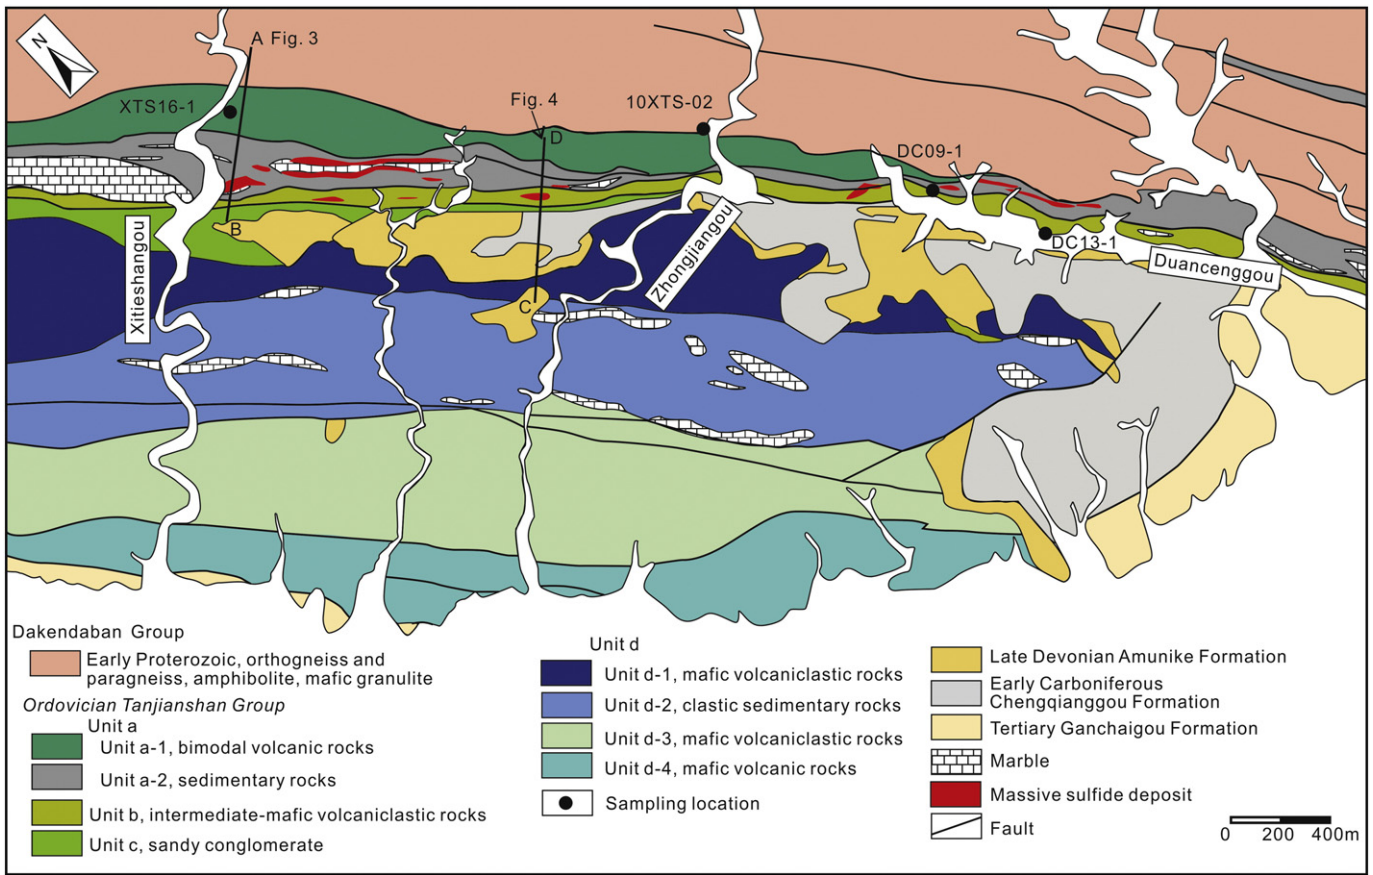 N
A Fig. 3
XTS16-1
Fig. 4
D
10XTS-02
DC09-1
B
Xitieshangou
Zhongjiangou
DC13-1
Duancenggou
C
Dakendaban Group
Early Proterozoic, orthogneiss and
paragneiss, amphibolite, mafic granulite
Ordovician Tanjianshan Group
Unit a
Unit a-1, bimodal volcanic rocks
Unit a-2, sedimentary rocks
Unit b, intermediate-mafic volcaniclastic rocks
Unit c, sandy conglomerate
Unit d
Unit d-1, mafic volcaniclastic rocks
Unit d-2, clastic sedimentary rocks
Unit d-3, mafic volcaniclastic rocks
Unit d-4, mafic volcanic rocks
Sampling location
Late Devonian Amunike Formation
Early Carboniferous
Chengqianggou Formation
Tertiary Ganchaigou Formation
Marble
Massive sulfide deposit
Fault
0 200 400m